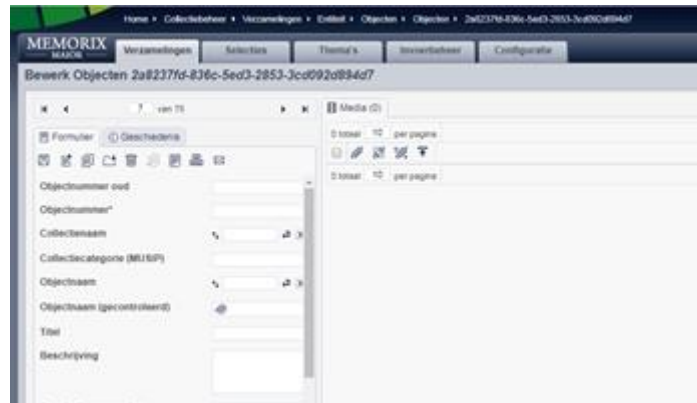 Home • Collectiebeheer • Verzamelingen • Entiteit • Objecten • Objecten •
MEMORIX
MAIOR
Verzamelingen Selecties Thema's Invoerbeheer Configuratie
Bewerk Objecten 2a8237fd-836c-5ed3-2853-3cd092d894d7
7 van 75
Media (0)
Formulier Geschiedenis
0 totaal 10 per pagina
Objectnummer oud
0 totaal 10 per pagina
Objectnummer*
Collectienaam
Collectiecategorie (MUSIP)
Objectnaam
Objectnaam (gecontroleerd)
Titel
Beschrijving